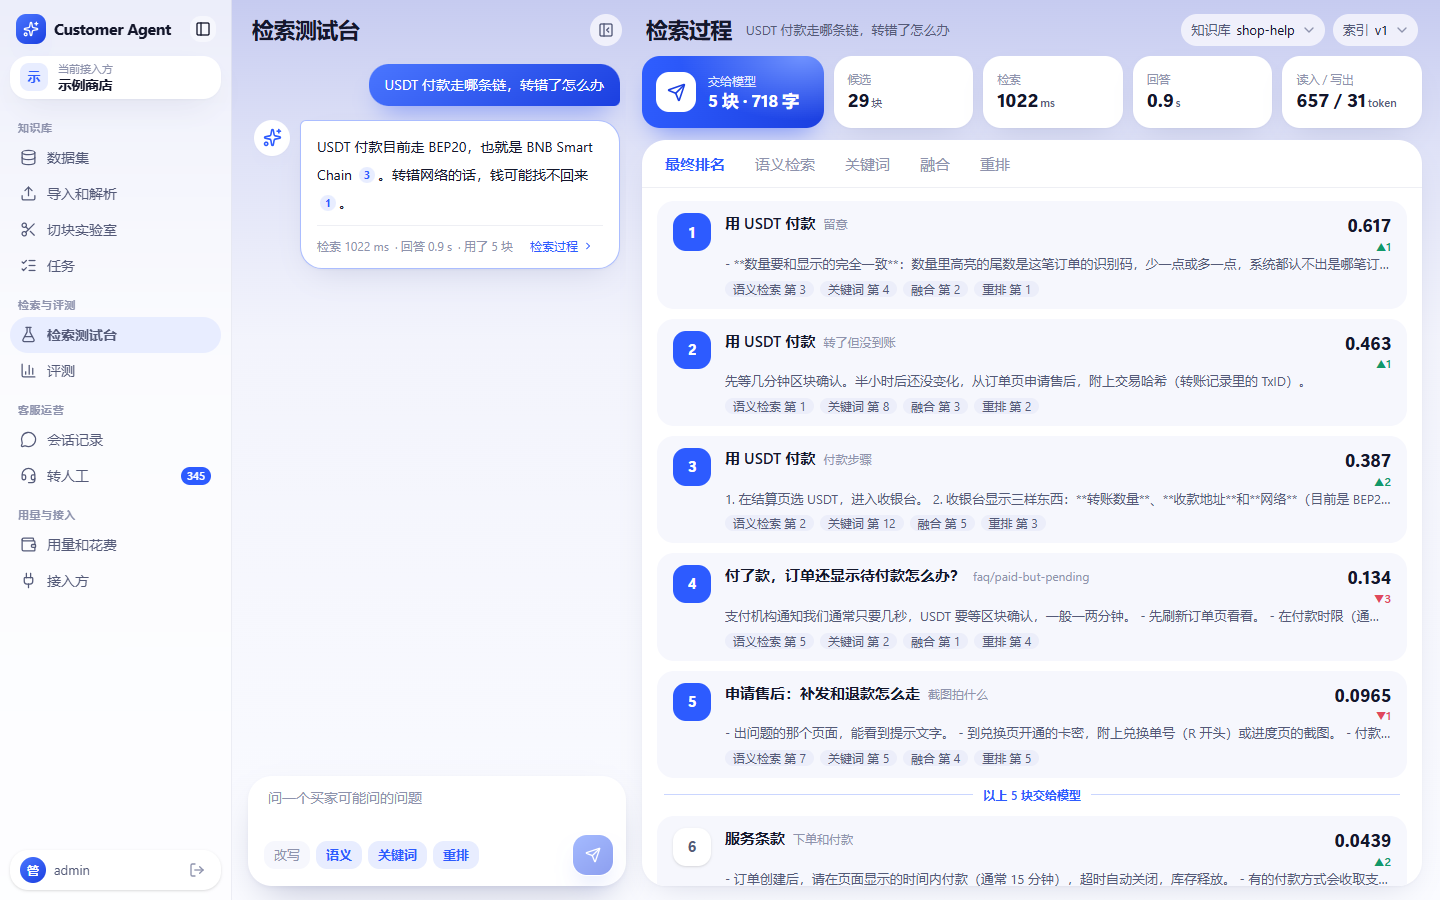 Customer Agent
示
当前接入方
示例商店
知识库
数据集
导入和解析
切块实验室
任务
检索与评测
检索测试台
评测
客服运营
会话记录
转人工
345
用量与接入
用量和花费
接入方
管
admin
检索测试台
USDT 付款走哪条链，转错了怎么办
USDT 付款目前走 BEP20，也就是 BNB Smart
Chain 3 。转错网络的话，钱可能找不回来
1 。
检索 1022 ms · 回答 0.9 s · 用了 5 块 检索过程
问一个买家可能问的问题
改写 语义 关键词 重排
检索过程 USDT 付款走哪条链，转错了怎么办
知识库 shop-help
索引 v1
交给模型
5 块 · 718 字
候选
29 块
检索
1022 ms
回答
0.9 s
读入 / 写出
657 / 31 token
最终排名 语义检索 关键词 融合 重排
1 用 USDT 付款 留意 0.617
▲1
- **数量要和显示的完全一致**：数量里高亮的尾数是这笔订单的识别码，少一点或多一点，系统都认不出是哪笔订...
语义检索 第 3 关键词 第 4 融合 第 2 重排 第 1
2 用 USDT 付款 转了但没到账 0.463
▲1
先等几分钟区块确认。半小时后还没变化，从订单页申请售后，附上交易哈希（转账记录里的 TxID）。
语义检索 第 1 关键词 第 8 融合 第 3 重排 第 2
3 用 USDT 付款 付款步骤 0.387
▲2
1. 在结算页选 USDT，进入收银台。 2. 收银台显示三样东西：**转账数量**、**收款地址**和**网络**（目前是 BEP2...
语义检索 第 2 关键词 第 12 融合 第 5 重排 第 3
4 付了款，订单还显示待付款怎么办？ faq/paid-but-pending 0.134
▼3
支付机构通知我们通常只要几秒，USDT 要等区块确认，一般一两分钟。 - 先刷新订单页看看。 - 在付款时限（通...
语义检索 第 5 关键词 第 2 融合 第 1 重排 第 4
5 申请售后：补发和退款怎么走 截图拍什么 0.0965
▼1
- 出问题的那个页面，能看到提示文字。 - 到兑换页开通的卡密，附上兑换单号（R 开头）或进度页的截图。 - 付款...
语义检索 第 7 关键词 第 5 融合 第 4 重排 第 5
以上 5 块交给模型
6 服务条款 下单和付款 0.0439
▲2
- 订单创建后，请在页面显示的时间内付款（通常 15 分钟），超时自动关闭，库存释放。 - 有的付款方式会收取支...